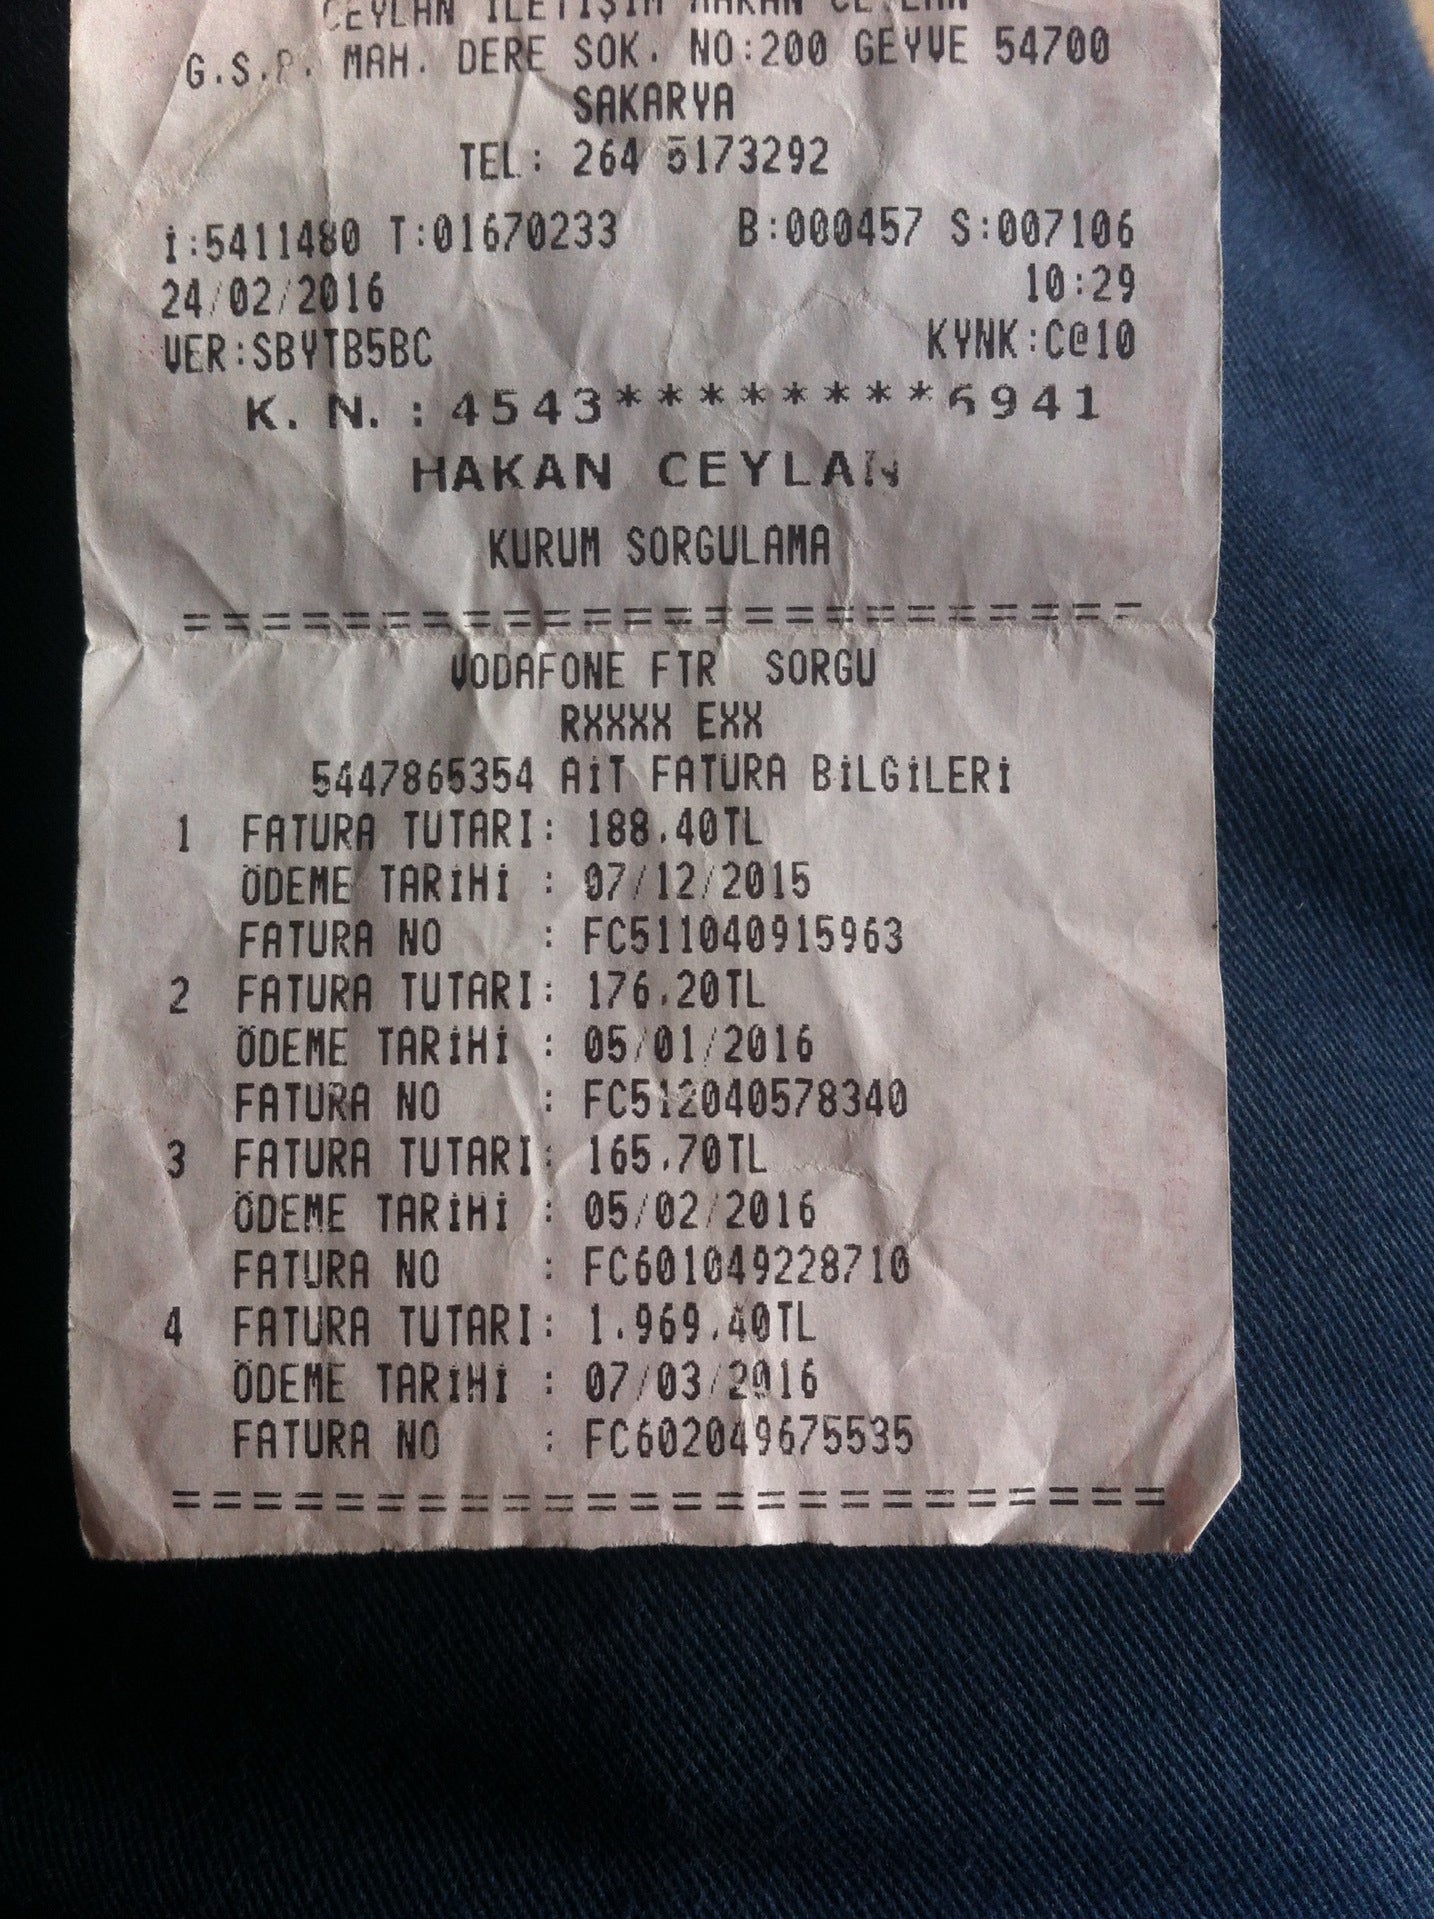 CEYLAN İLETİŞİM HAKAN CEYLAN
G.S.P. MAH. DERE SOK. NO:200 GEYVE 54700
SAKARYA
TEL: 264 5173292
İ:5411480 T:01670233 B:000457 S:007106
24/02/2016 10:29
VER:SBYTB5BC KYNK:C@10
K. N. : 4543********6941
HAKAN CEYLAN
KURUM SORGULAMA
========================
VODAFONE FTR SORGU
RXXXX EXX
5447865354 AİT FATURA BİLGİLERİ
1 FATURA TUTARI: 188.40TL
ÖDEME TARİHİ : 07/12/2015
FATURA NO : FC511040915963
2 FATURA TUTARI: 176.20TL
ÖDEME TARİHİ : 05/01/2016
FATURA NO : FC512040578340
3 FATURA TUTARI: 165.70TL
ÖDEME TARİHİ : 05/02/2016
FATURA NO : FC601049228710
4 FATURA TUTARI: 1.969.40TL
ÖDEME TARİHİ : 07/03/2016
FATURA NO : FC602049675535
========================